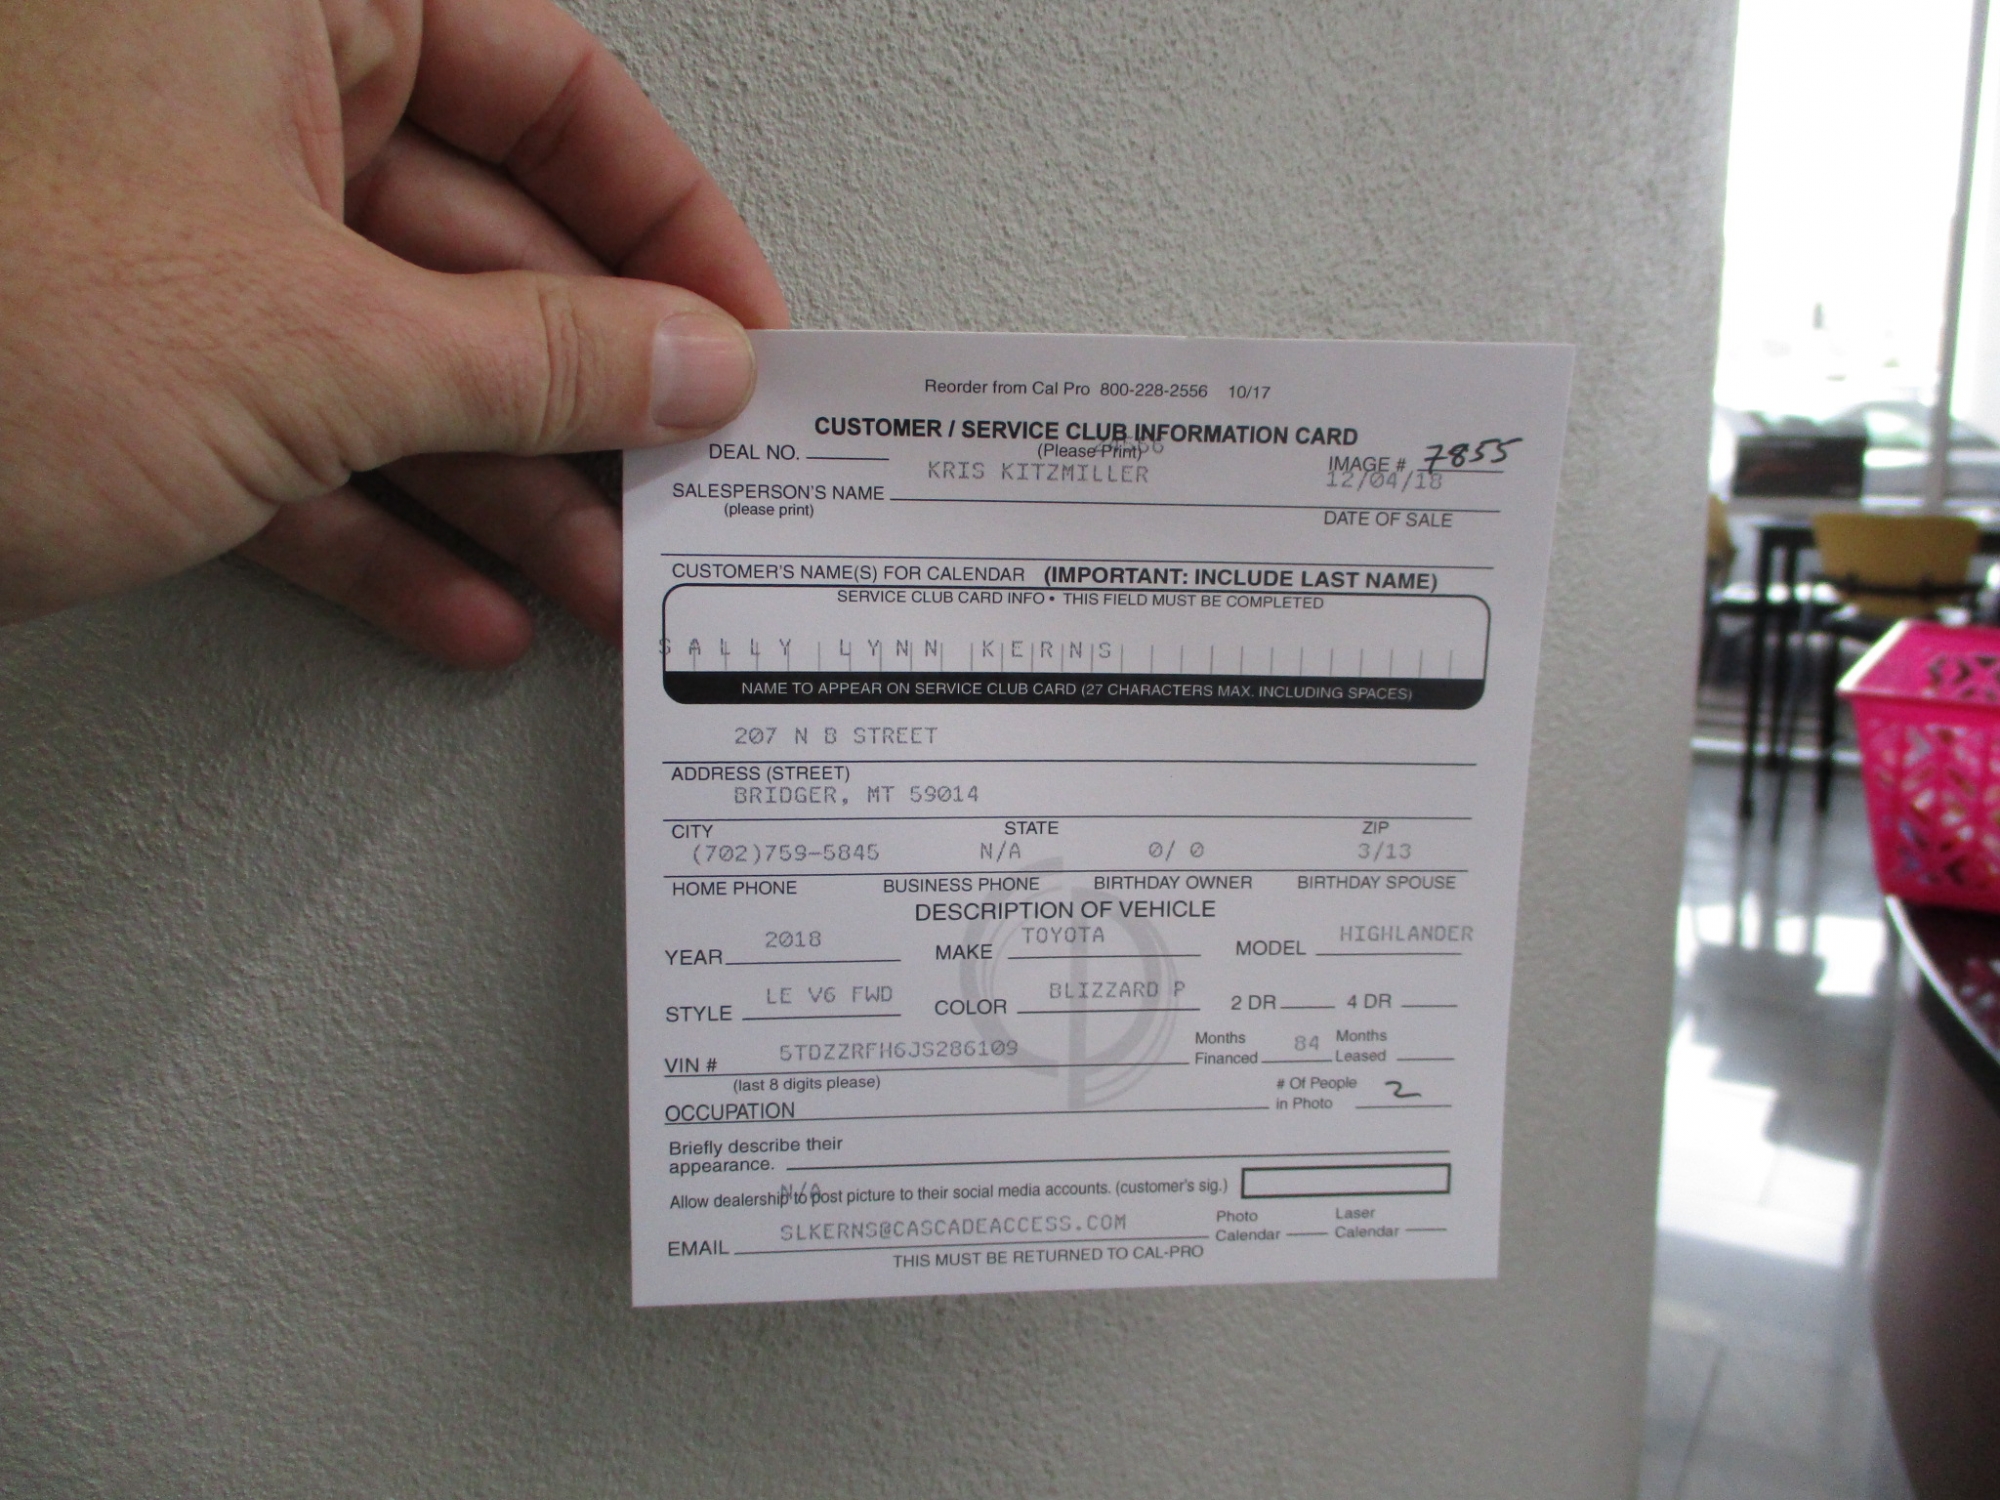 Reorder from Cal Pro 800-228-2556 10/17
CUSTOMER / SERVICE CLUB INFORMATION CARD
DEAL NO. (Please Print)
IMAGE # 7855
KRIS KITZMILLER 12/04/18
SALESPERSON'S NAME
(please print) DATE OF SALE
CUSTOMER'S NAME(S) FOR CALENDAR (IMPORTANT: INCLUDE LAST NAME)
SERVICE CLUB CARD INFO • THIS FIELD MUST BE COMPLETED
SALLY LYNN KERNS
NAME TO APPEAR ON SERVICE CLUB CARD (27 CHARACTERS MAX. INCLUDING SPACES)
207 N B STREET
ADDRESS (STREET)
BRIDGER, MT 59014
CITY STATE ZIP
(702)759-5845 N/A 0/ 0 3/13
HOME PHONE BUSINESS PHONE BIRTHDAY OWNER BIRTHDAY SPOUSE
DESCRIPTION OF VEHICLE
YEAR 2018 MAKE TOYOTA MODEL HIGHLANDER
STYLE LE V6 FWD COLOR BLIZZARD P 2 DR 4 DR
VIN # 5TDZZRFH6JS286109 Months Financed 84 Months Leased
(last 8 digits please)
OCCUPATION # Of People in Photo 2
Briefly describe their
appearance.
N/A
Allow dealership to post picture to their social media accounts. (customer's sig.)
EMAIL SLKERNS@CASCADEACCESS.COM Photo Calendar Laser Calendar
THIS MUST BE RETURNED TO CAL-PRO